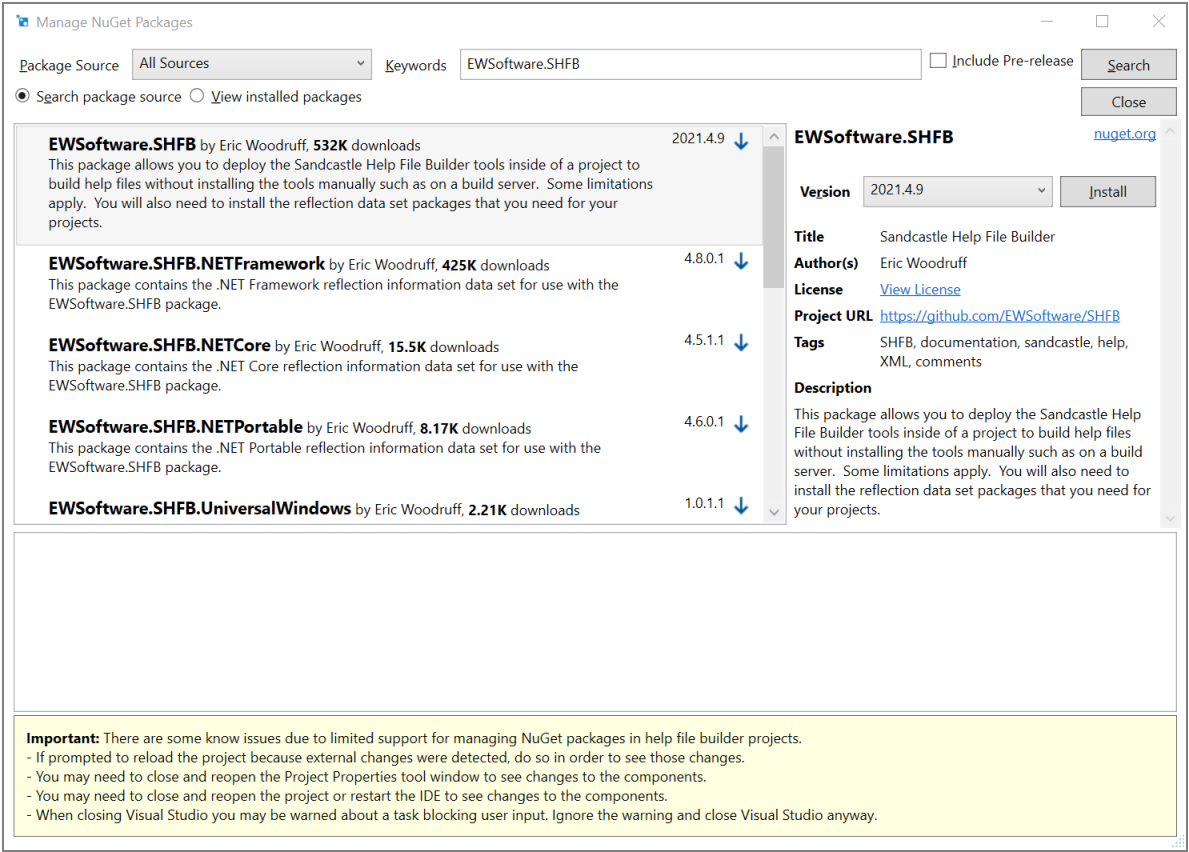 Manage NuGet Packages
Package Source All Sources Keywords EWSoftware.SHFB Include Pre-release Search
Search package source View installed packages Close
EWSoftware.SHFB by Eric Woodruff, 532K downloads 2021.4.9
This package allows you to deploy the Sandcastle Help File Builder tools inside of a project to
build help files without installing the tools manually such as on a build server. Some limitations
apply. You will also need to install the reflection data set packages that you need for your
projects.
EWSoftware.SHFB.NETFramework by Eric Woodruff, 425K downloads 4.8.0.1
This package contains the .NET Framework reflection information data set for use with the
EWSoftware.SHFB package.
EWSoftware.SHFB.NETCore by Eric Woodruff, 15.5K downloads 4.5.1.1
This package contains the .NET Core reflection information data set for use with the
EWSoftware.SHFB package.
EWSoftware.SHFB.NETPortable by Eric Woodruff, 8.17K downloads 4.6.0.1
This package contains the .NET Portable reflection information data set for use with the
EWSoftware.SHFB package.
EWSoftware.SHFB.UniversalWindows by Eric Woodruff, 2.21K downloads 1.0.1.1
EWSoftware.SHFB nuget.org
Version 2021.4.9 Install
Title Sandcastle Help File Builder
Author(s) Eric Woodruff
License View License
Project URL https://github.com/EWSoftware/SHFB
Tags SHFB, documentation, sandcastle, help,
XML, comments
Description
This package allows you to deploy the Sandcastle Help
File Builder tools inside of a project to build help files
without installing the tools manually such as on a build
server. Some limitations apply. You will also need to
install the reflection data set packages that you need for
your projects.
Important: There are some know issues due to limited support for managing NuGet packages in help file builder projects.
- If prompted to reload the project because external changes were detected, do so in order to see those changes.
- You may need to close and reopen the Project Properties tool window to see changes to the components.
- You may need to close and reopen the project or restart the IDE to see changes to the components.
- When closing Visual Studio you may be warned about a task blocking user input. Ignore the warning and close Visual Studio anyway.